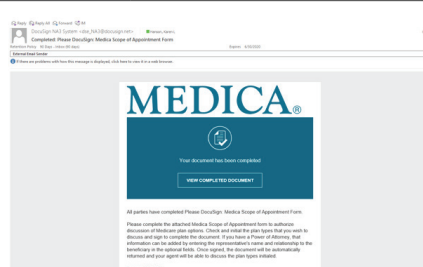 Reply Reply All Forward
DocuSign NA3 System <dse_NA3@docusign.net>
Completed: Please DocuSign: Medica Scope of Appointment Form
Retention Policy
Expires
External Email Sender
If there are problems with how this message is displayed, click here to view it in a web browser.
MEDICA®
Your document has been completed
VIEW COMPLETED DOCUMENT
All parties have completed Please DocuSign: Medica Scope of Appointment Form.
Please complete the attached Medica Scope of Appointment form to authorize
discussion of Medicare plan options. Check and initial the plan types that you wish to
discuss and sign to complete the document. If you have a Power of Attorney, that
information can be added by entering the representative's name and relationship to the
beneficiary in the optional fields. Once signed, the document will be automatically
returned and your agent will be able to discuss the plan types initialed.